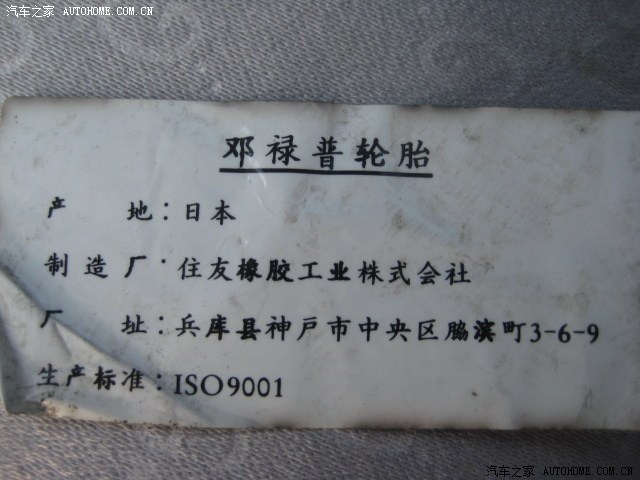 汽车之家 AUTOHOME.COM.CN
邓禄普轮胎
产 地：日本
制造厂：住友橡胶工业株式会社
厂 址：兵库县神戸市中央区脇滨町3-6-9
生产标准：ISO9001
汽车之家 AUTOHOME.COM.CN